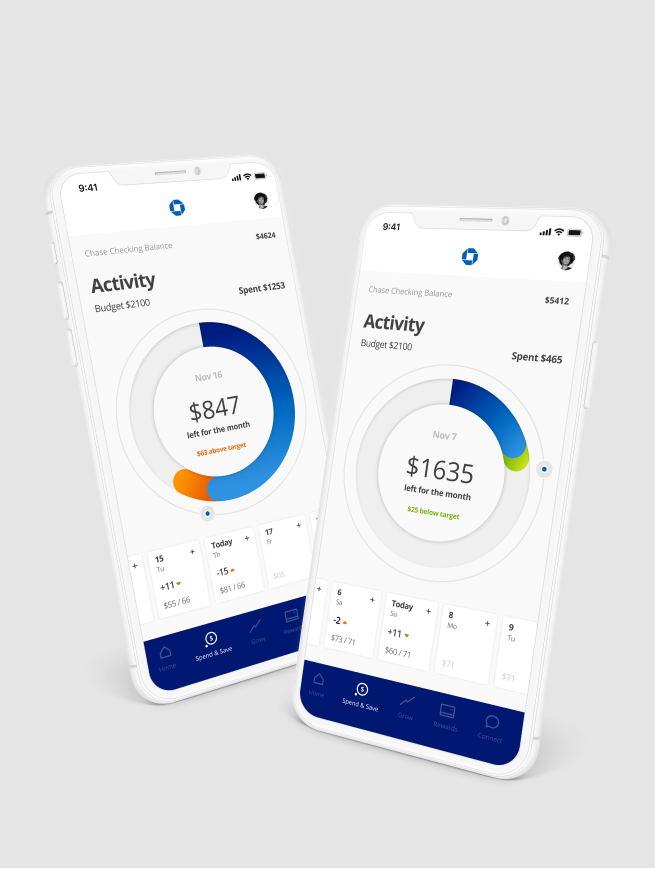 9:41
$4624
Chase Checking Balance
Activity
Spent $1253
Budget $2100
Nov 16
$847
left for the month
$63 above target
+
15
Tu
+
+11
$55 / 66
Today
Th
+
-15
$81 / 66
17
Fr
+
$65
Home
Spend & Save
Grow
9:41
Chase Checking Balance
$5412
Activity
Budget $2100
Spent $465
Nov 7
$1635
left for the month
$25 below target
+
6
Sa
+
-2
$73 / 71
Today
Su
+
+11
$60 / 71
8
Mo
+
$71
9
Tu
$71
Home
Spend & Save
Grow
Rewards
Connect